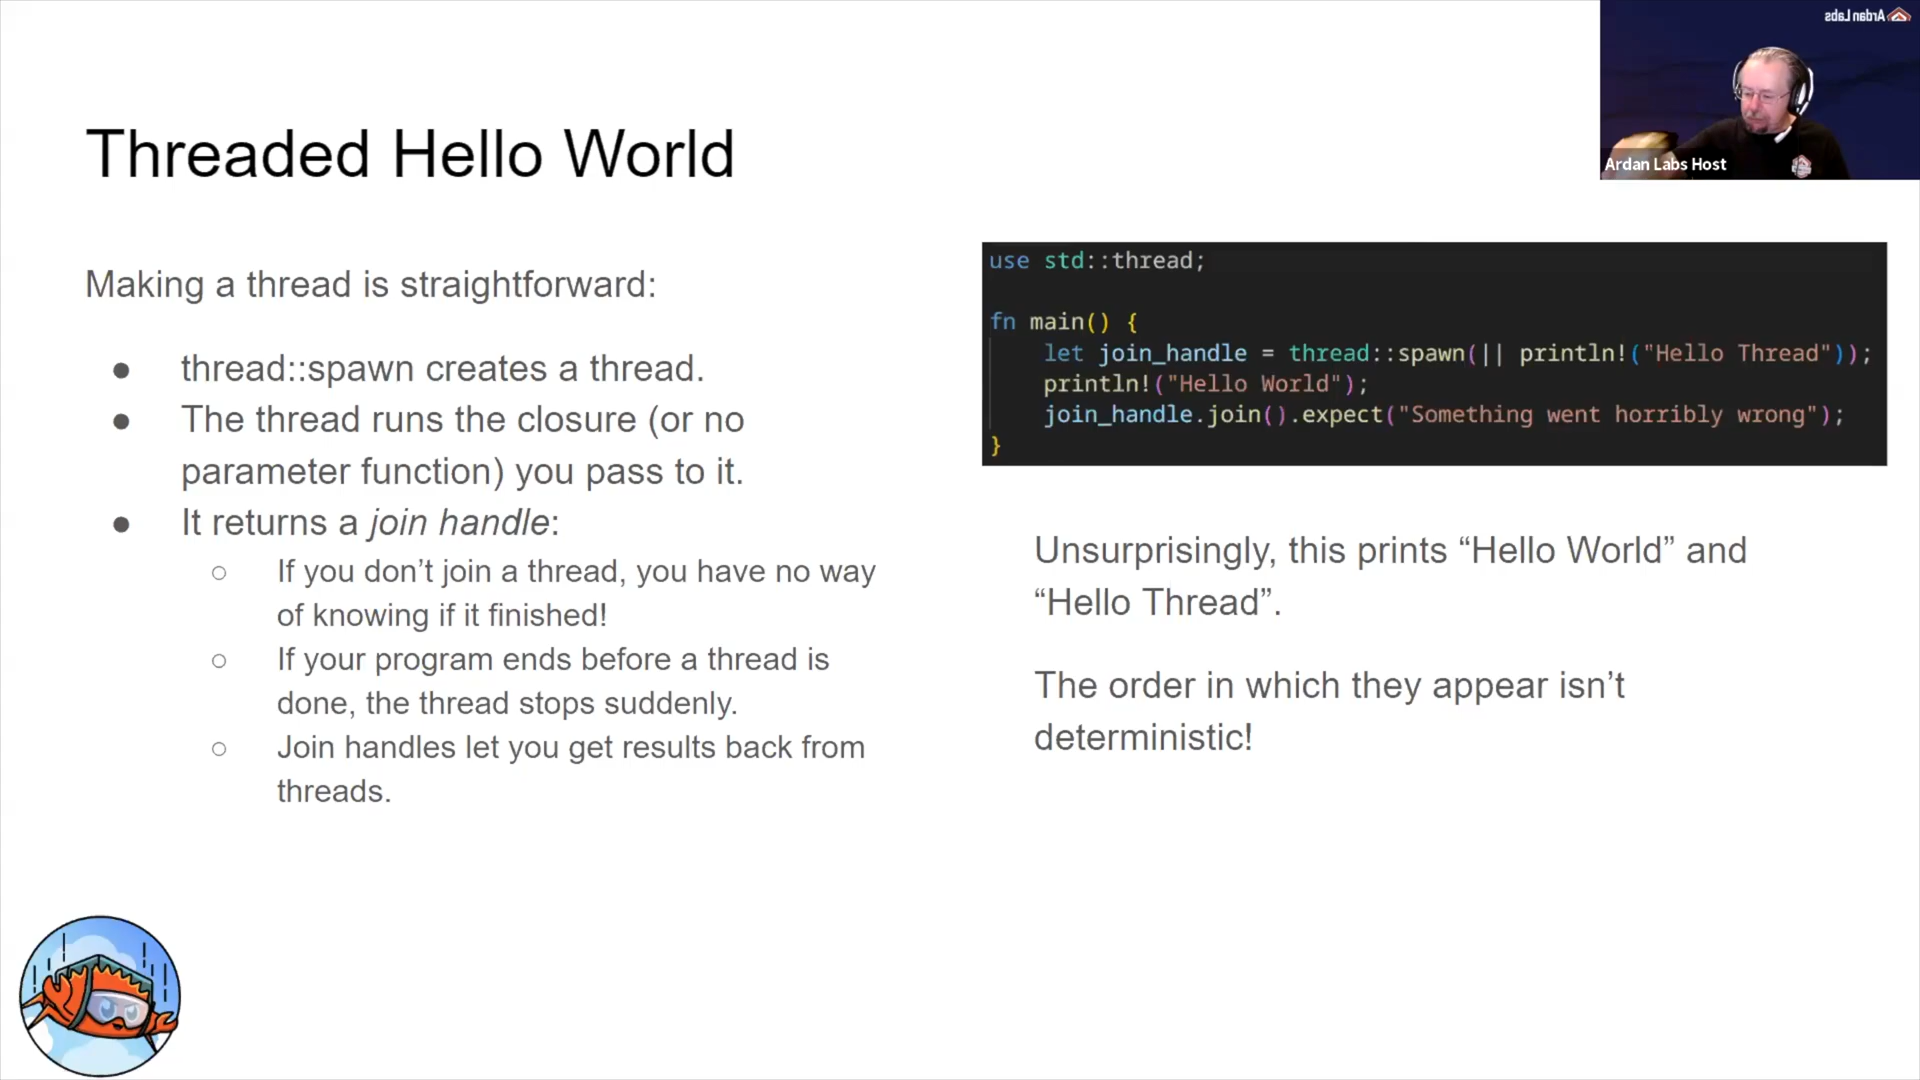 Ardan Labs
Ardan Labs Host
Threaded Hello World
Making a thread is straightforward:
● thread::spawn creates a thread.
● The thread runs the closure (or no
parameter function) you pass to it.
● It returns a join handle:
○ If you don’t join a thread, you have no way
of knowing if it finished!
○ If your program ends before a thread is
done, the thread stops suddenly.
○ Join handles let you get results back from
threads.
use std::thread;
fn main() {
    let join_handle = thread::spawn(|| println!("Hello Thread"));
    println!("Hello World");
    join_handle.join().expect("Something went horribly wrong");
}
Unsurprisingly, this prints “Hello World” and
“Hello Thread”.
The order in which they appear isn’t
deterministic!